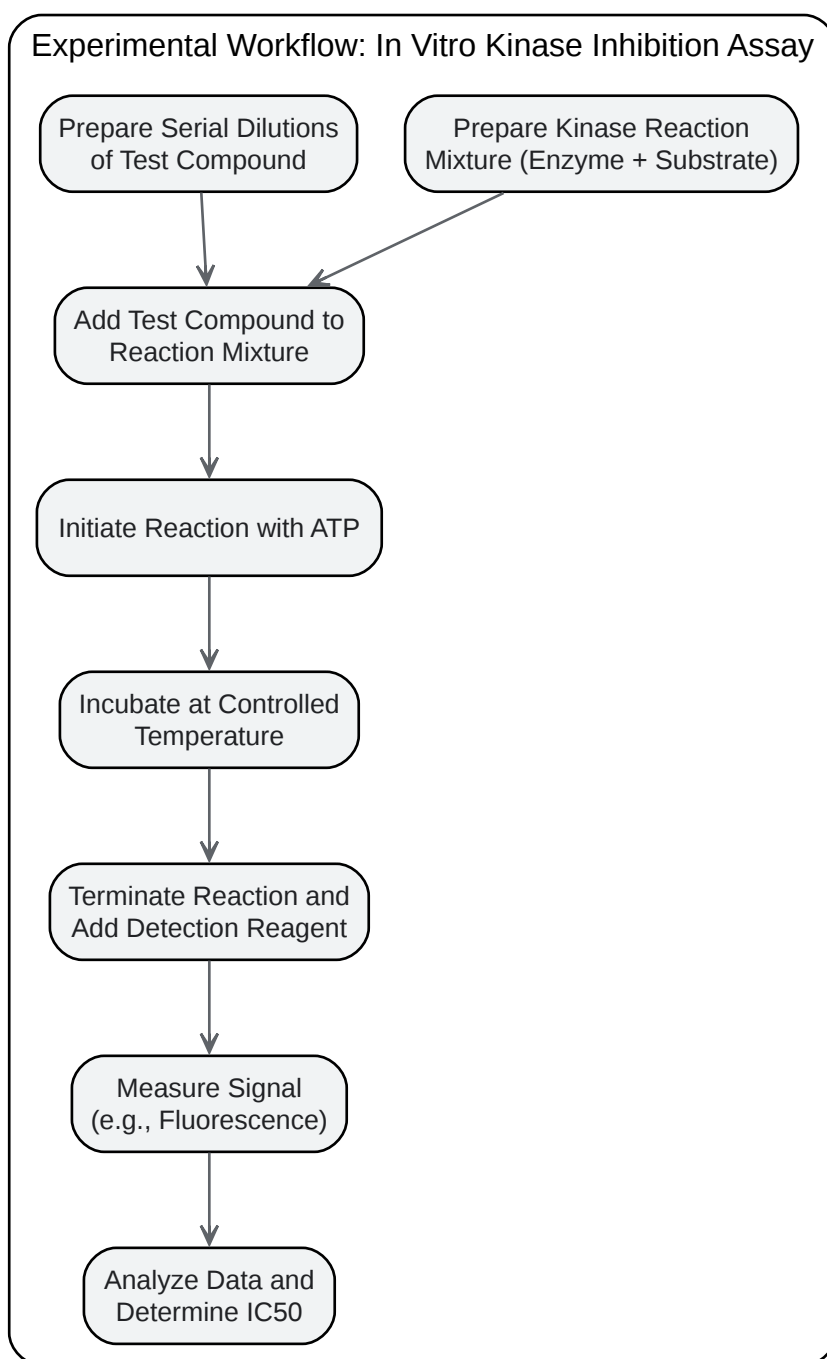 Experimental Workflow: In Vitro Kinase Inhibition Assay
Prepare Serial Dilutions
of Test Compound
Prepare Kinase Reaction
Mixture (Enzyme + Substrate)
Add Test Compound to
Reaction Mixture
Initiate Reaction with ATP
Incubate at Controlled
Temperature
Terminate Reaction and
Add Detection Reagent
Measure Signal
(e.g., Fluorescence)
Analyze Data and
Determine IC50